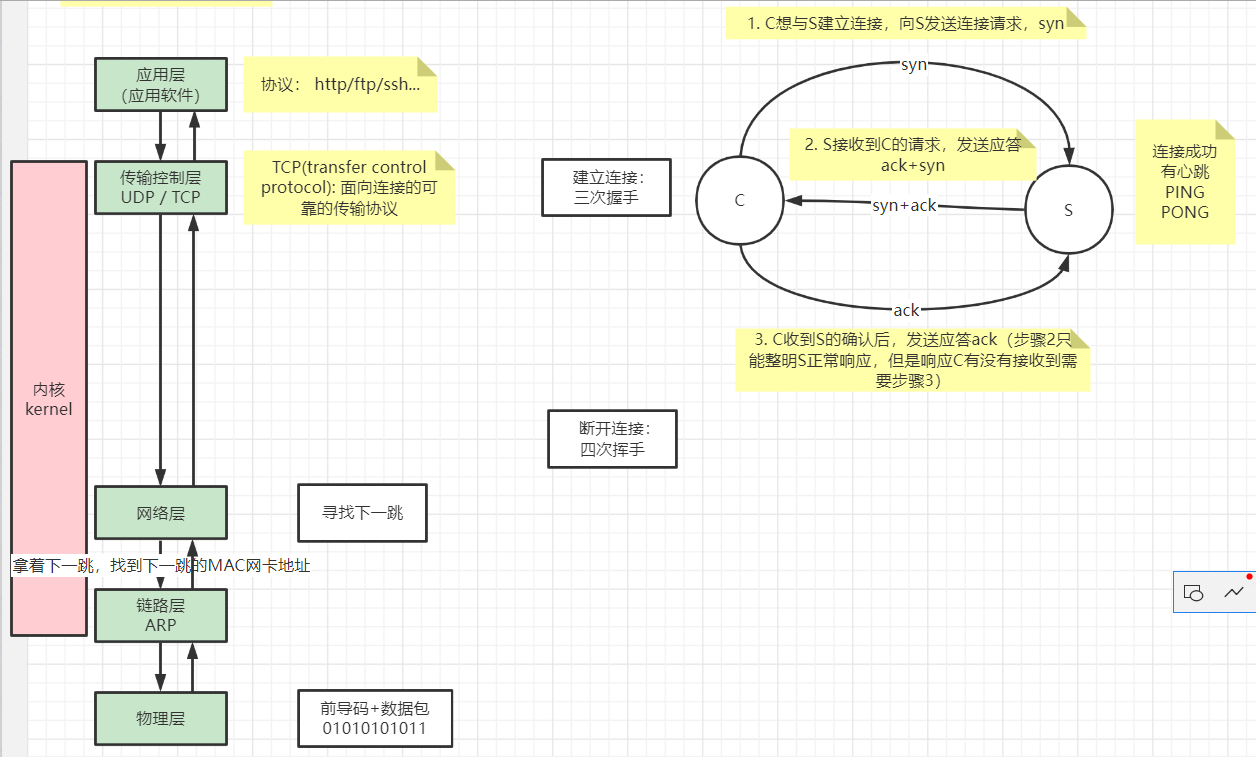 应用层
（应用软件）
协议： http/ftp/ssh...
传输控制层
UDP / TCP
TCP(transfer control
protocol): 面向连接的可
靠的传输协议
内核
kernel
网络层
寻找下一跳
拿着下一跳，找到下一跳的MAC网卡地址
链路层
ARP
物理层
前导码+数据包
01010101011
建立连接：
三次握手
断开连接：
四次挥手
1. C想与S建立连接，向S发送连接请求，syn
syn
2. S接收到C的请求，发送应答
ack+syn
C
syn+ack
S
ack
3. C收到S的确认后，发送应答ack（步骤2只
能整明S正常响应，但是响应C有没有接收到需
要步骤3）
连接成功
有心跳
PING
PONG